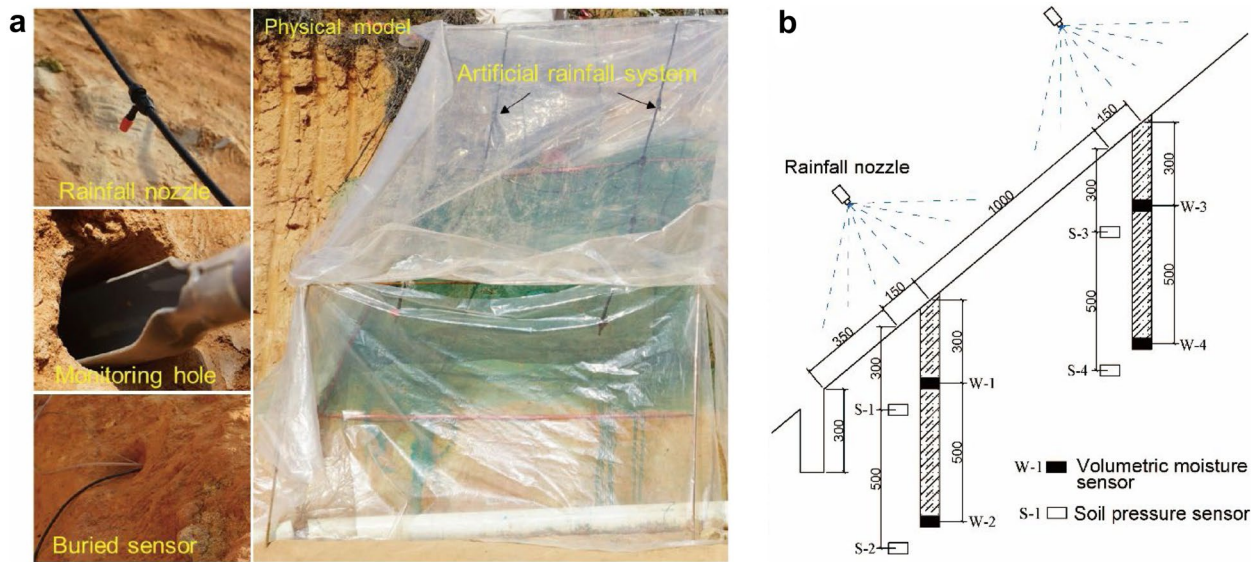 a
Physical model
Artificial rainfall system
Rainfall nozzle
Monitoring hole
Buried sensor
b
Rainfall nozzle
150
300
300
1000
W-3
S-3
500
500
150
350
300
300
W-4
S-4
W-1
S-1
300
500
500
W-2
S-2
W-1 Volumetric moisture
sensor
S-1 Soil pressure sensor